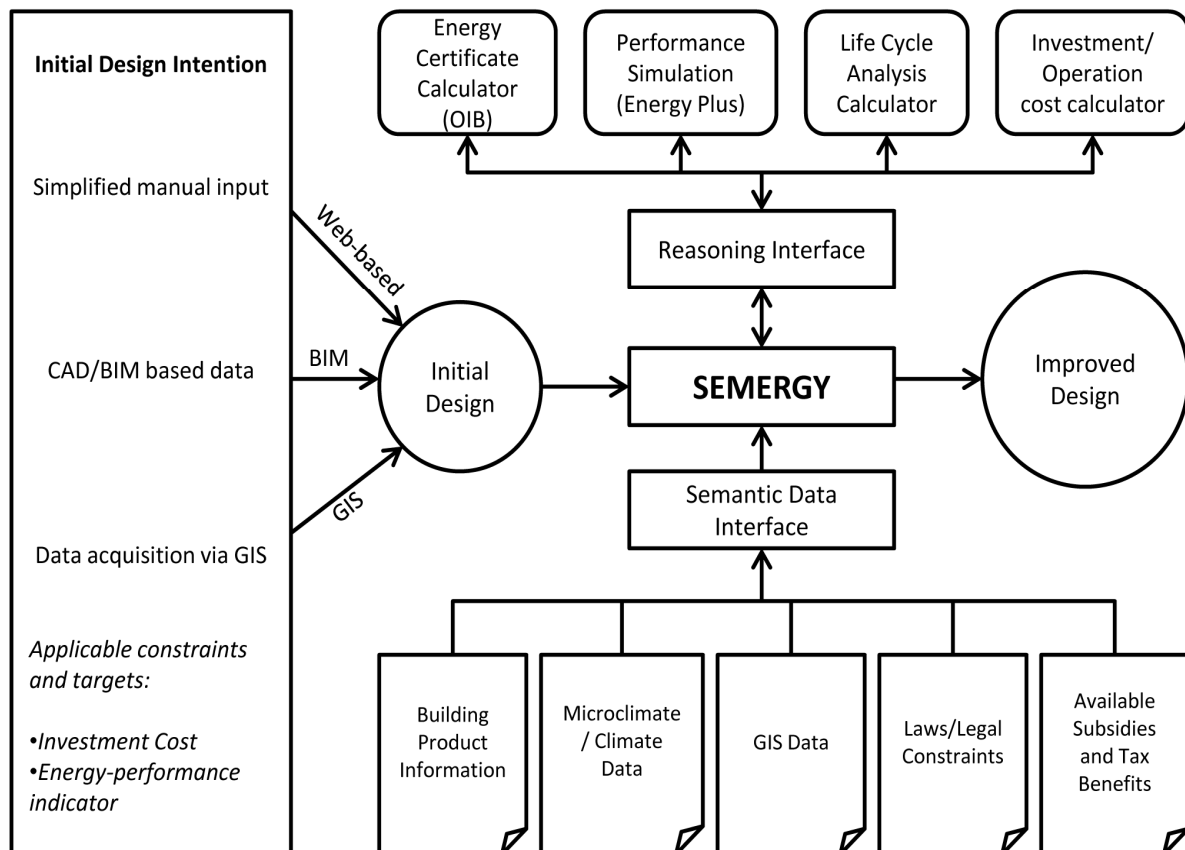 Initial Design Intention
Simplified manual input
CAD/BIM based data
Data acquisition via GIS
Applicable constraints
and targets:
•Investment Cost
•Energy-performance
indicator
Web-based
BIM
GIS
Initial
Design
Energy
Certificate
Calculator
(OIB)
Performance
Simulation
(Energy Plus)
Life Cycle
Analysis
Calculator
Investment/
Operation
cost calculator
Reasoning Interface
SEMERGY
Improved
Design
Semantic Data
Interface
Building
Product
Information
Microclimate
/ Climate
Data
GIS Data
Laws/Legal
Constraints
Available
Subsidies
and Tax
Benefits